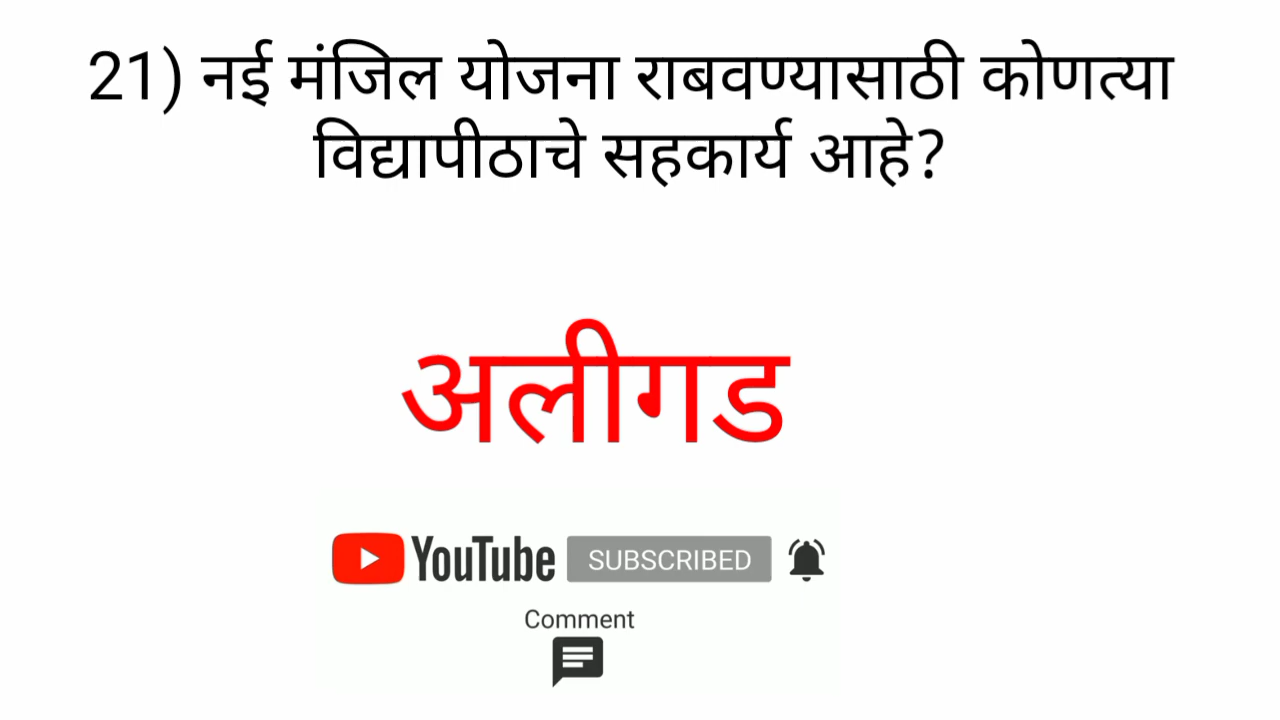 21) नई मंजिल योजना राबवण्यासाठी कोणत्या
विद्यापीठाचे सहकार्य आहे?
अलीगड
YouTube SUBSCRIBED
Comment